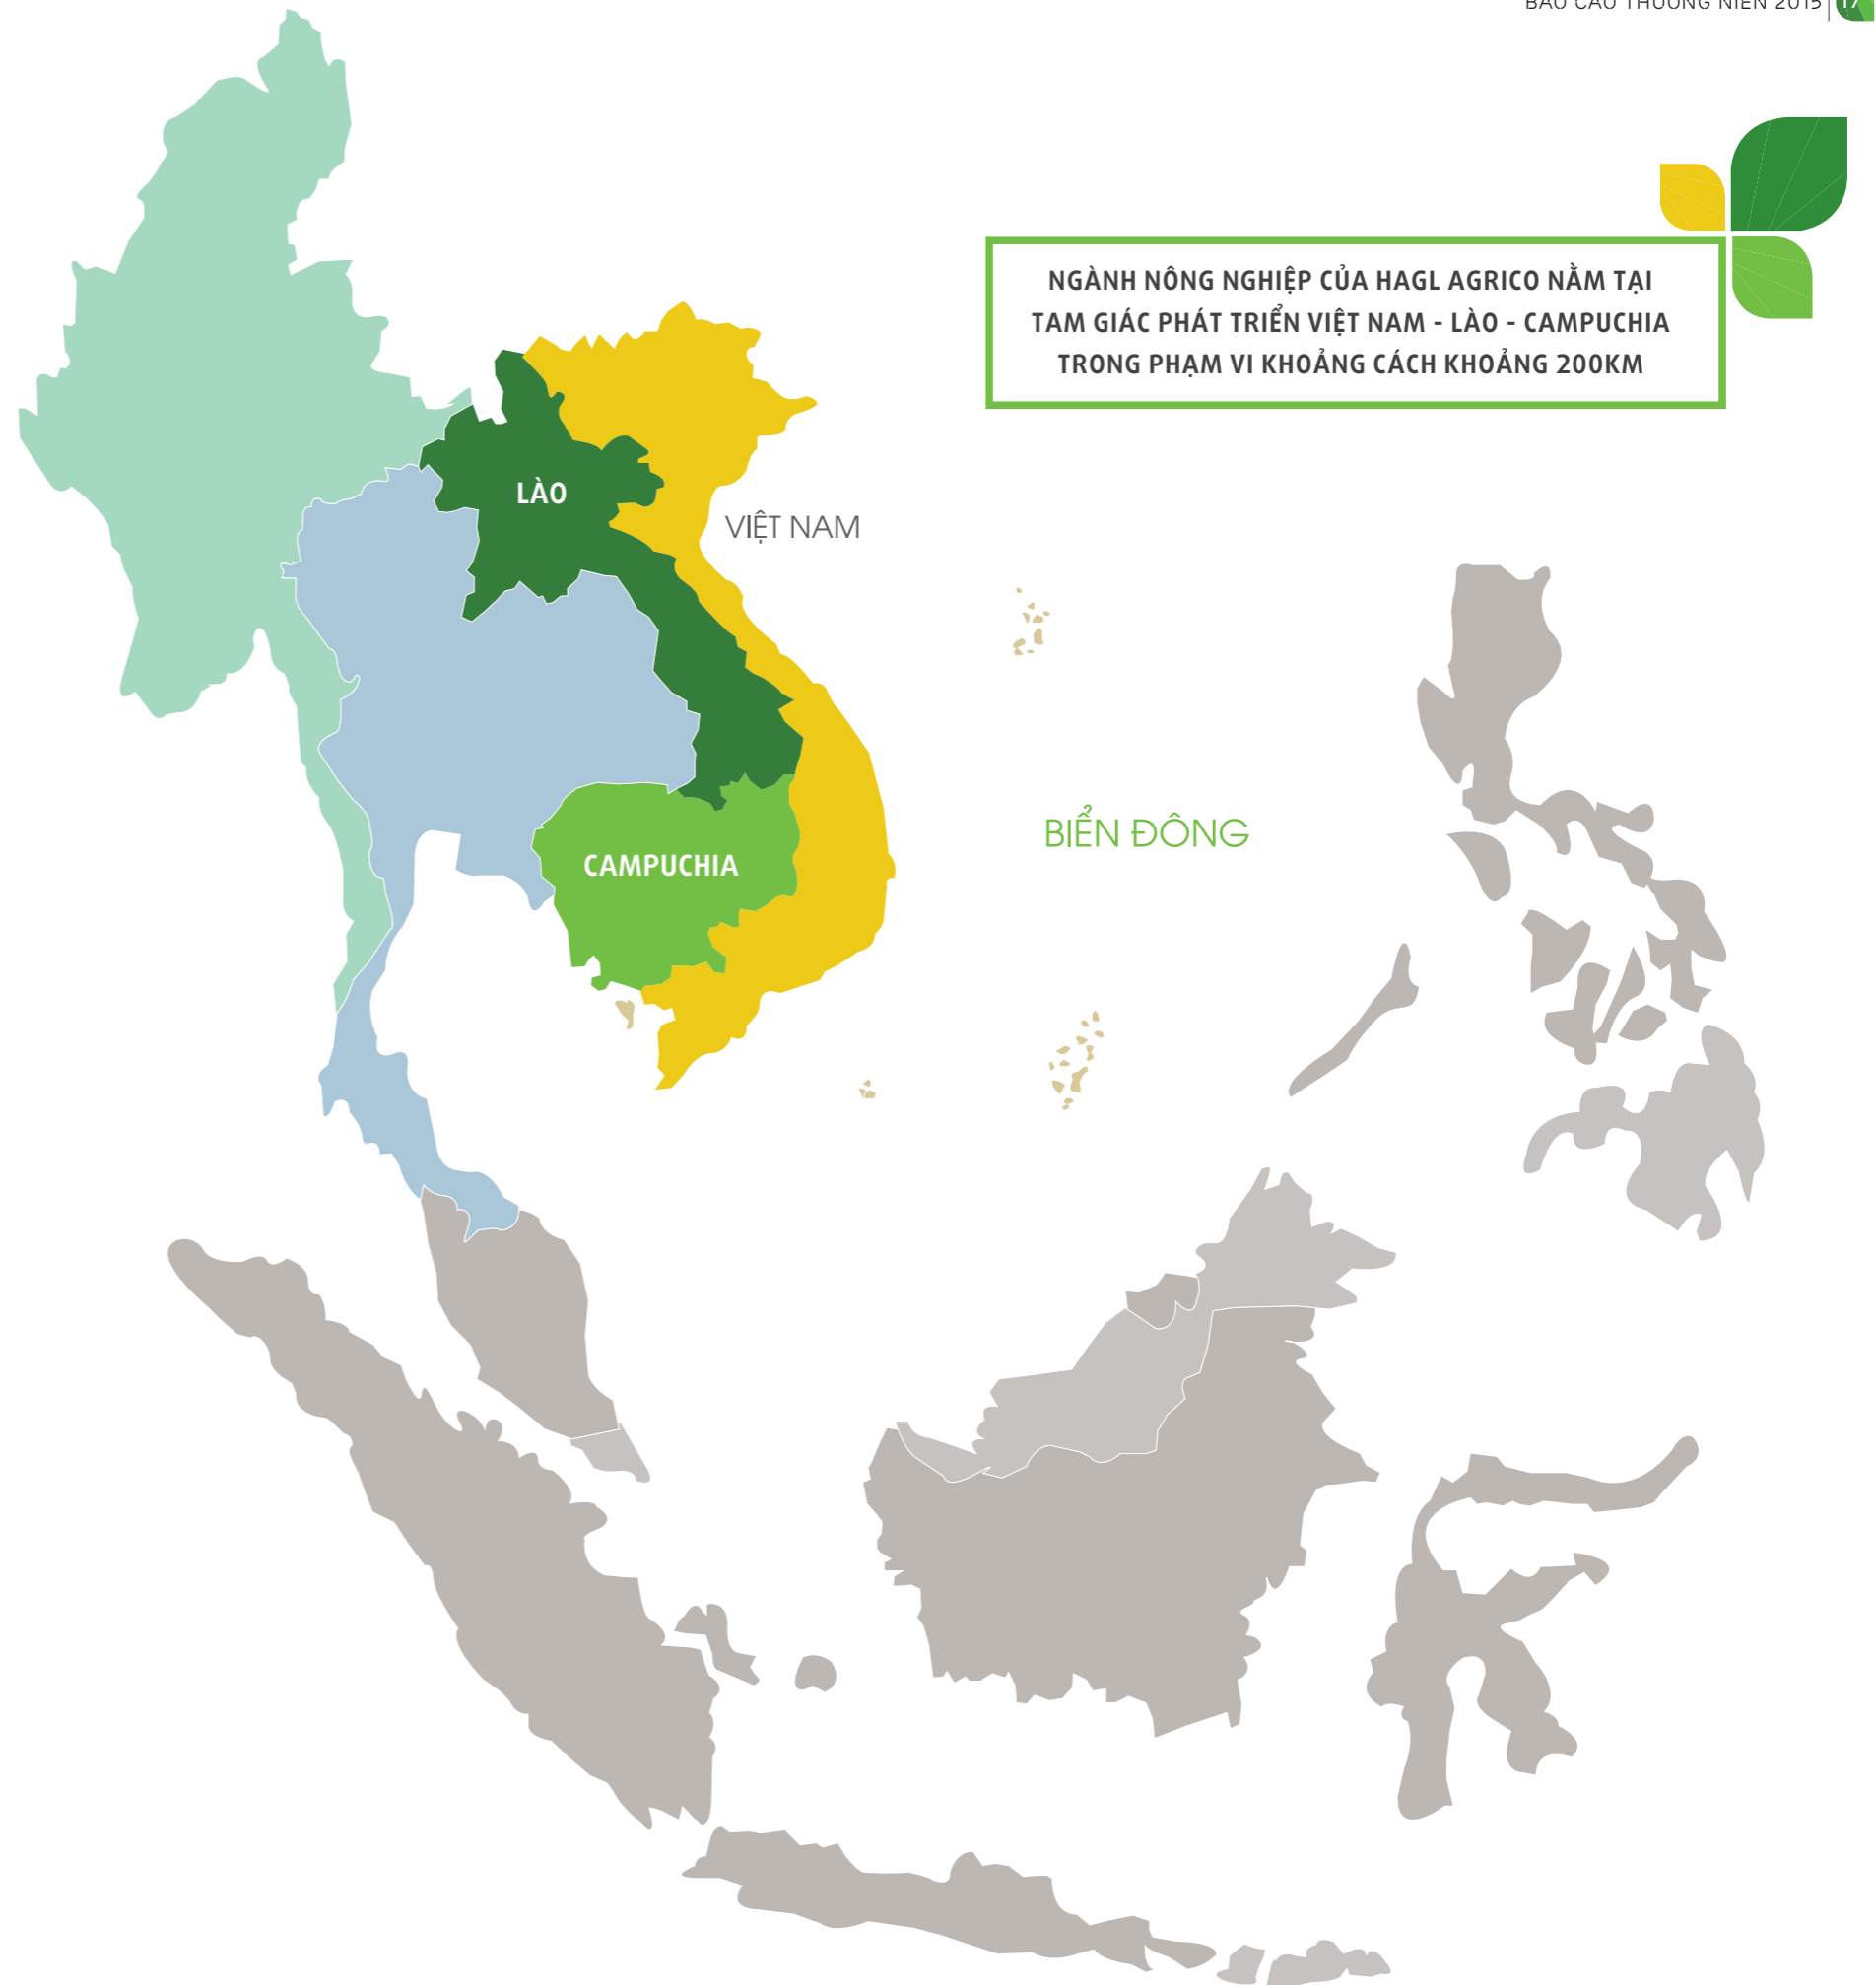 BÁO CÁO THƯỜNG NIÊN 2015 17
NGÀNH NÔNG NGHIỆP CỦA HAGL AGRICO NẰM TẠI
TAM GIÁC PHÁT TRIỂN VIỆT NAM - LÀO - CAMPUCHIA
TRONG PHẠM VI KHOẢNG CÁCH KHOẢNG 200KM
LÀO
VIỆT NAM
BIỂN ĐÔNG
CAMPUCHIA